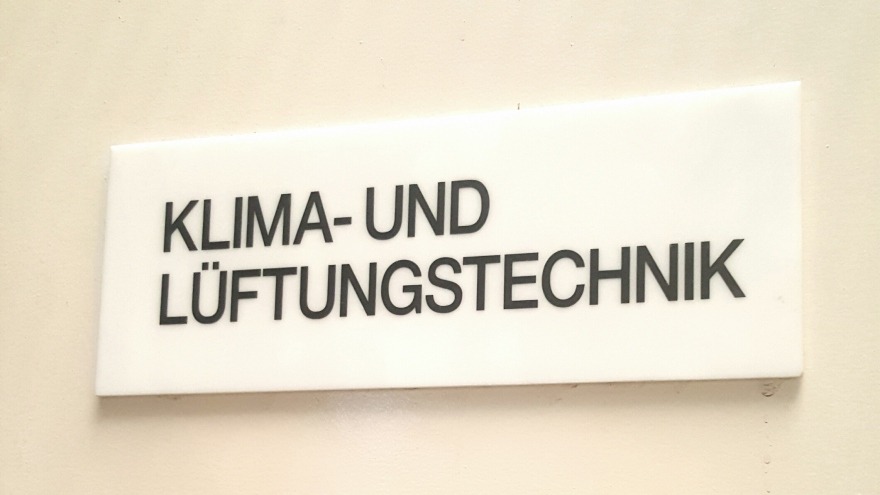 KLIMA- UND
LÜFTUNGSTECHNIK